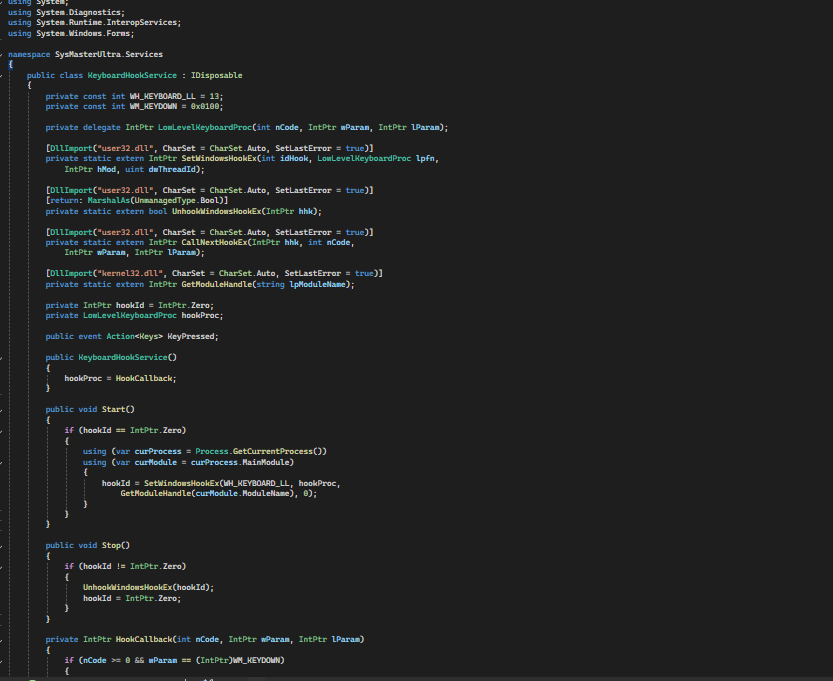 using System;
using System.Diagnostics;
using System.Runtime.InteropServices;
using System.Windows.Forms;
namespace SysMasterUltra.Services
{
public class KeyboardHookService : IDisposable
{
private const int WH_KEYBOARD_LL = 13;
private const int WM_KEYDOWN = 0x0100;
private delegate IntPtr LowLevelKeyboardProc(int nCode, IntPtr wParam, IntPtr lParam);
[DllImport("user32.dll", CharSet = CharSet.Auto, SetLastError = true)]
private static extern IntPtr SetWindowsHookEx(int idHook, LowLevelKeyboardProc lpfn,
IntPtr hMod, uint dwThreadId);
[DllImport("user32.dll", CharSet = CharSet.Auto, SetLastError = true)]
[return: MarshalAs(UnmanagedType.Bool)]
private static extern bool UnhookWindowsHookEx(IntPtr hhk);
[DllImport("user32.dll", CharSet = CharSet.Auto, SetLastError = true)]
private static extern IntPtr CallNextHookEx(IntPtr hhk, int nCode,
IntPtr wParam, IntPtr lParam);
[DllImport("kernel32.dll", CharSet = CharSet.Auto, SetLastError = true)]
private static extern IntPtr GetModuleHandle(string lpModuleName);
private IntPtr hookId = IntPtr.Zero;
private LowLevelKeyboardProc hookProc;
public event Action<Keys> KeyPressed;
public KeyboardHookService()
{
hookProc = HookCallback;
}
public void Start()
{
if (hookId == IntPtr.Zero)
{
using (var curProcess = Process.GetCurrentProcess())
using (var curModule = curProcess.MainModule)
{
hookId = SetWindowsHookEx(WH_KEYBOARD_LL, hookProc,
GetModuleHandle(curModule.ModuleName), 0);
}
}
}
public void Stop()
{
if (hookId != IntPtr.Zero)
{
UnhookWindowsHookEx(hookId);
hookId = IntPtr.Zero;
}
}
private IntPtr HookCallback(int nCode, IntPtr wParam, IntPtr lParam)
{
if (nCode >= 0 && wParam == (IntPtr)WM_KEYDOWN)
{